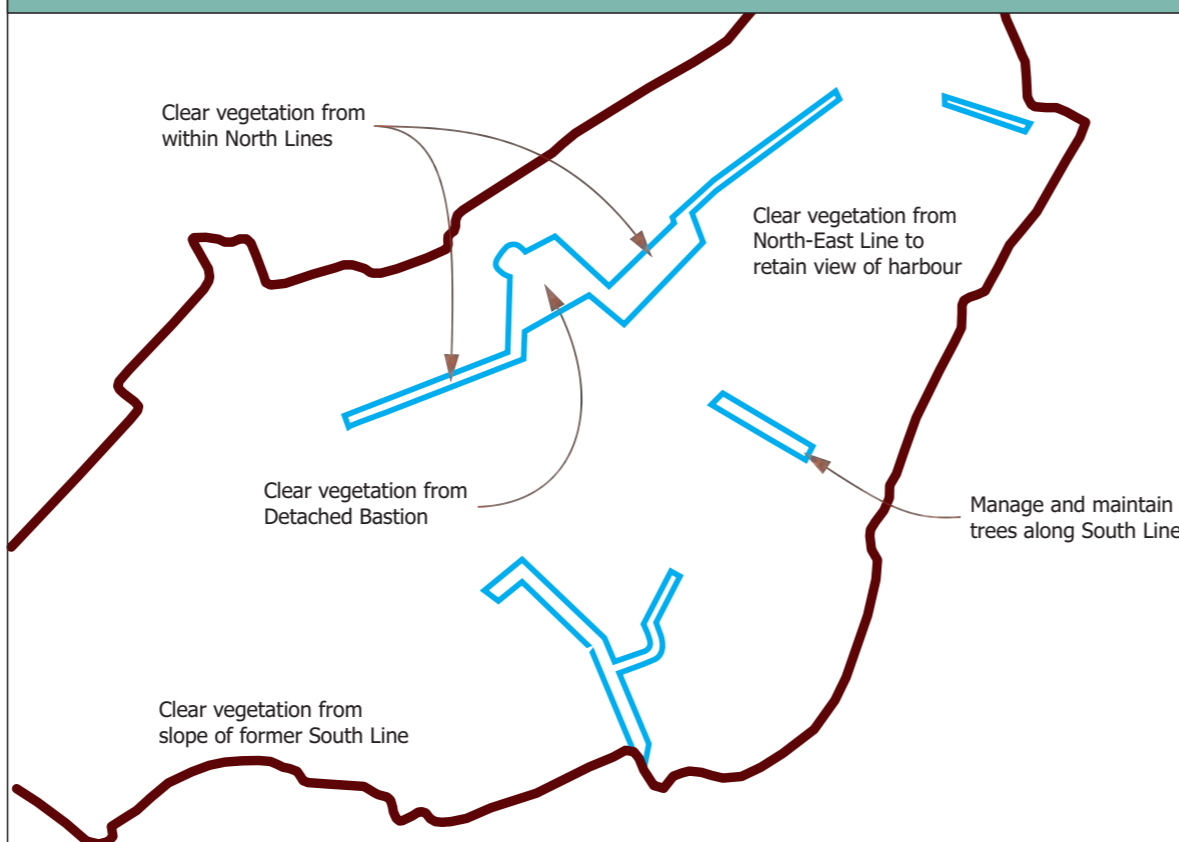 Clear vegetation from
within North Lines
Clear vegetation from
North-East Line to
retain view of harbour
Clear vegetation from
Detached Bastion
Manage and maintain
trees along South Line
Clear vegetation from
slope of former South Line